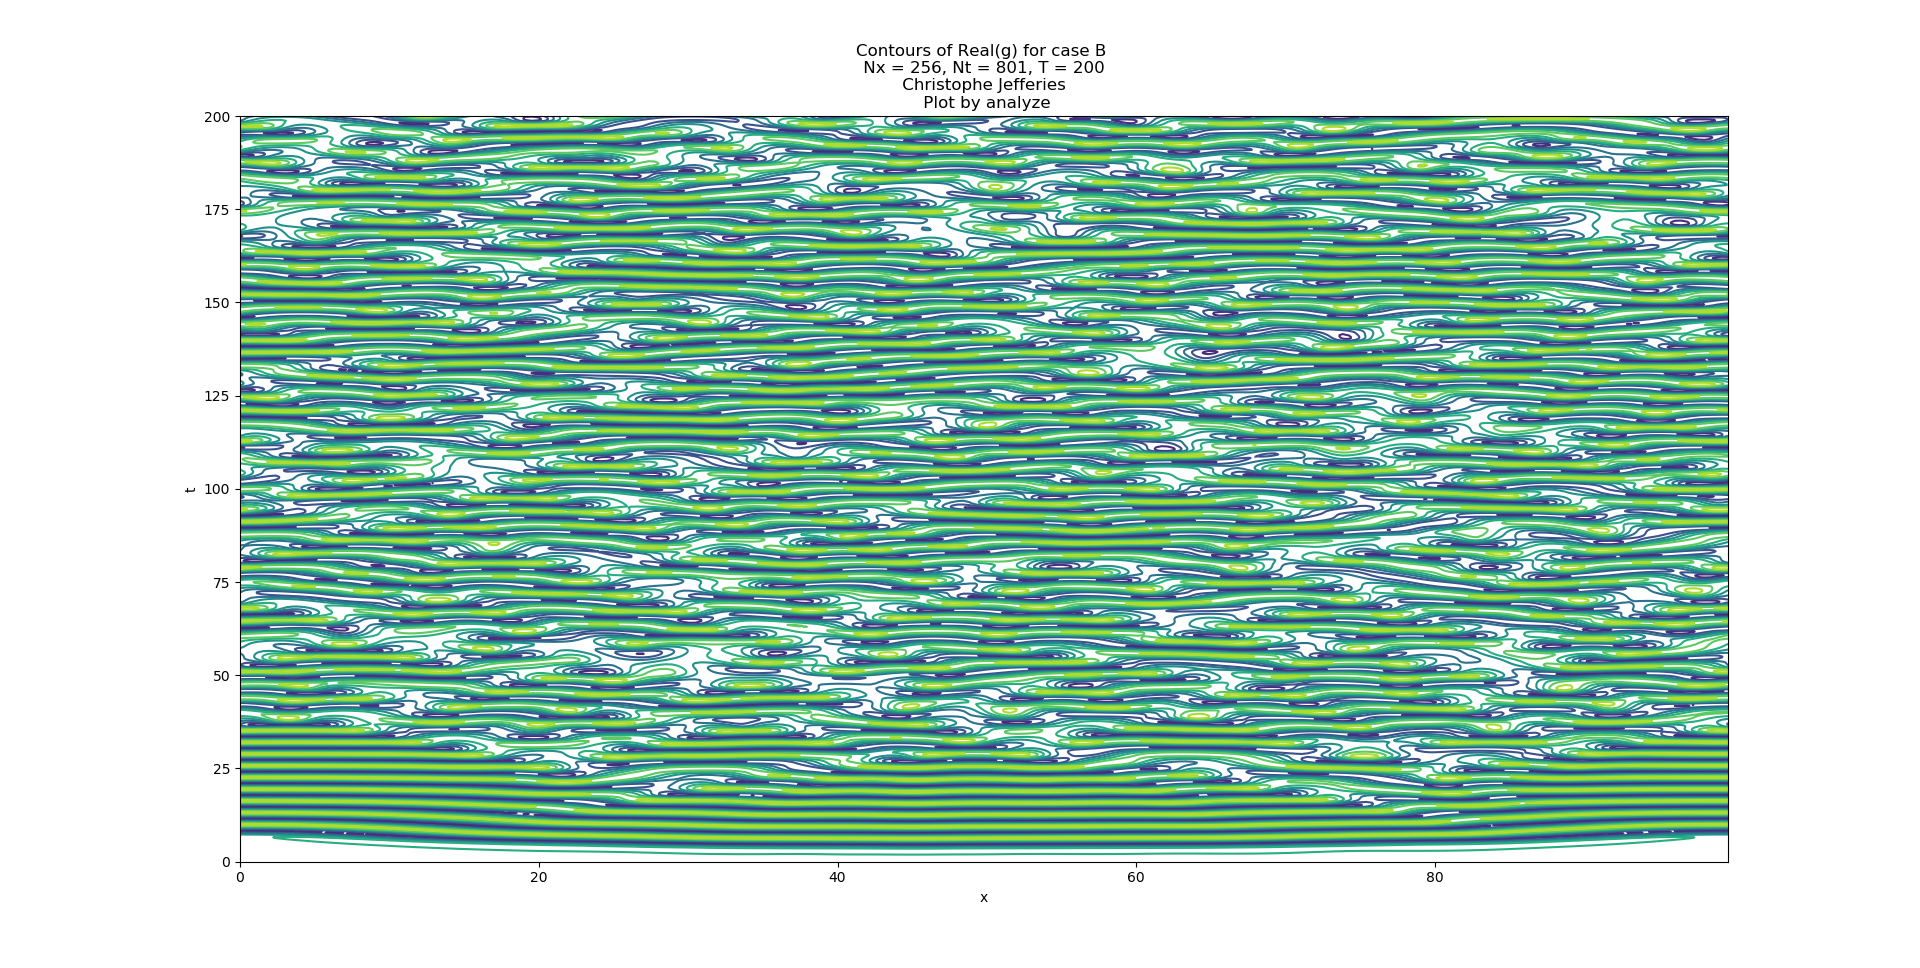 Contours of Real(g) for case B
Nx = 256, Nt = 801, T = 200
Christophe Jefferies
Plot by analyze
200
175
150
125
100
75
50
25
0
t
0 20 40 60 80
x